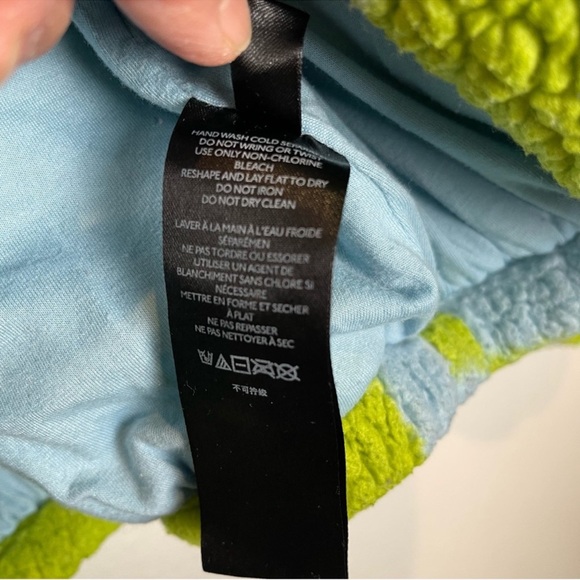 HAND WASH COLD SEPARA
DO NOT WRING OR TWIST
USE ONLY NON-CHLORINE
BLEACH
RESHAPE AND LAY FLAT TO DRY
DO NOT IRON
DO NOT DRY CLEAN
LAVER À LA MAIN À L'EAU FROIDE
SÉPARÉMEN
NE PAS TORDRE OU ESSORER
UTILISER UN AGENT DE
BLANCHIMENT SANS CHLORE SI
NÉCESSAIRE
METTRE EN FORME ET SECHER
À PLAT
NE PAS REPASSER
NE PAS NETTOYER À SEC
不可拧绞